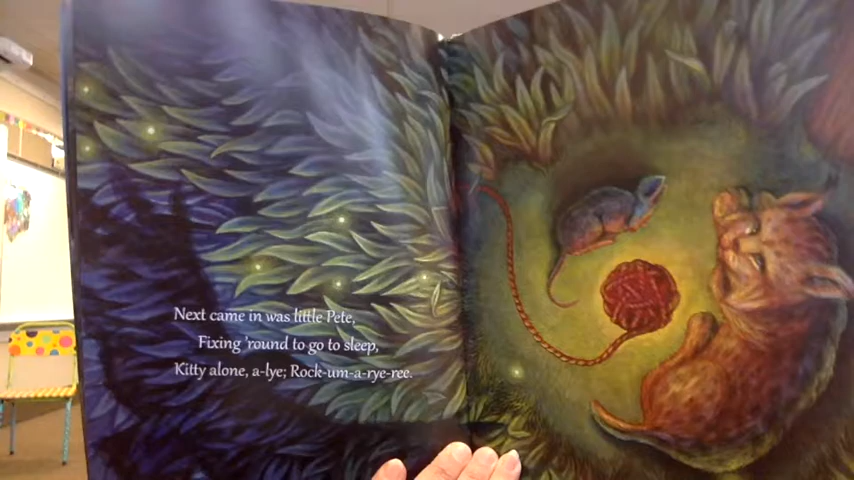 Next came in was little Pete,
Fixing 'round to go to sleep,
Kitty alone, a-lye; Rock-um-a-rye-ree.